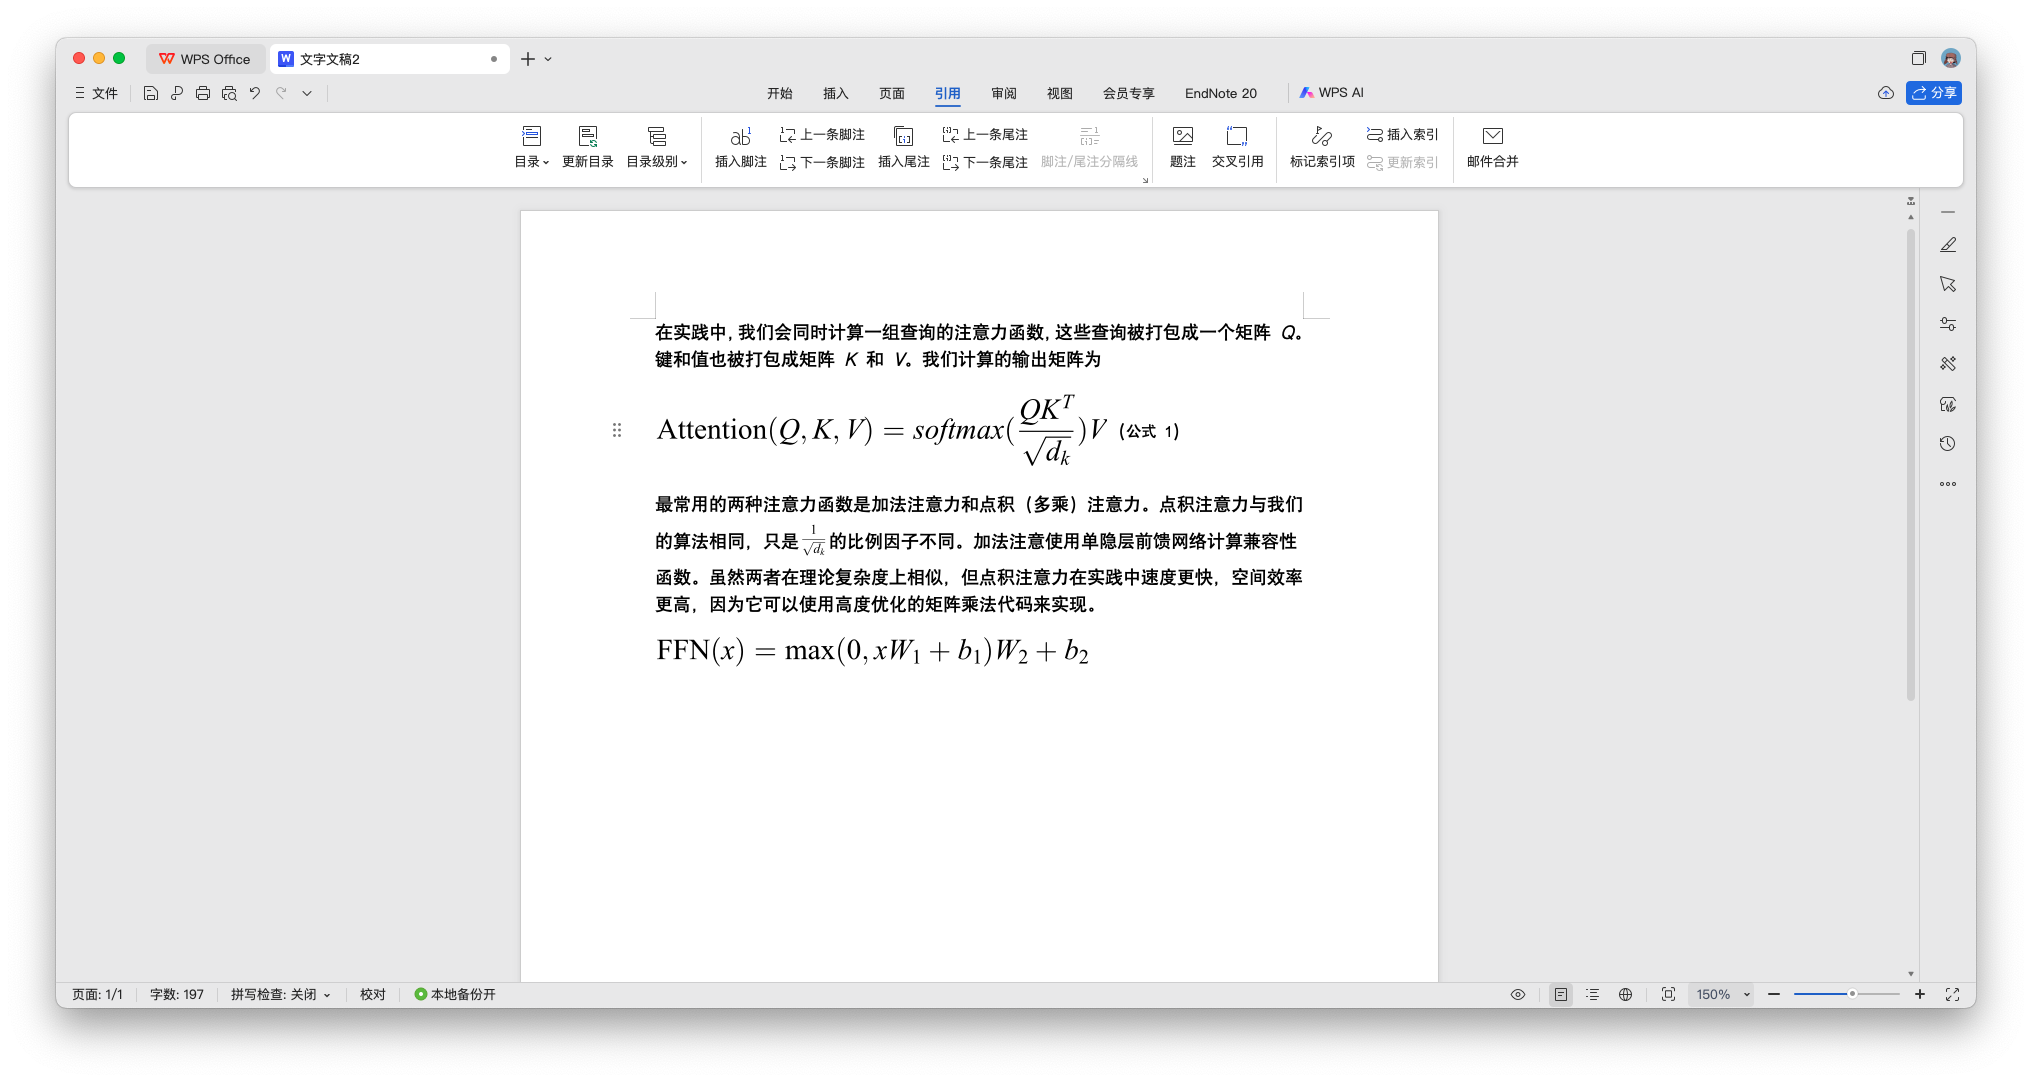 WPS Office
文字文稿2
文件
开始 插入 页面 引用 审阅 视图 会员专享 EndNote 20 WPS AI
分享
目录 更新目录 目录级别 插入脚注 上一条脚注 下一条脚注 插入尾注 上一条尾注 下一条尾注 脚注/尾注分隔线 题注 交叉引用 标记索引项 插入索引 更新索引 邮件合并
在实践中, 我们会同时计算一组查询的注意力函数, 这些查询被打包成一个矩阵 Q。
键和值也被打包成矩阵 K 和 V。我们计算的输出矩阵为
Attention(Q, K, V) = softmax(\frac{QK^T}{\sqrt{d_k}})V (公式 1)
最常用的两种注意力函数是加法注意力和点积（多乘）注意力。点积注意力与我们
的算法相同，只是\frac{1}{\sqrt{d_k}}的比例因子不同。加法注意使用单隐层前馈网络计算兼容性
函数。虽然两者在理论复杂度上相似，但点积注意力在实践中速度更快，空间效率
更高，因为它可以使用高度优化的矩阵乘法代码来实现。
FFN(x) = max(0, xW_1 + b_1)W_2 + b_2
页面: 1/1 字数: 197 拼写检查: 关闭 校对 本地备份开 150%